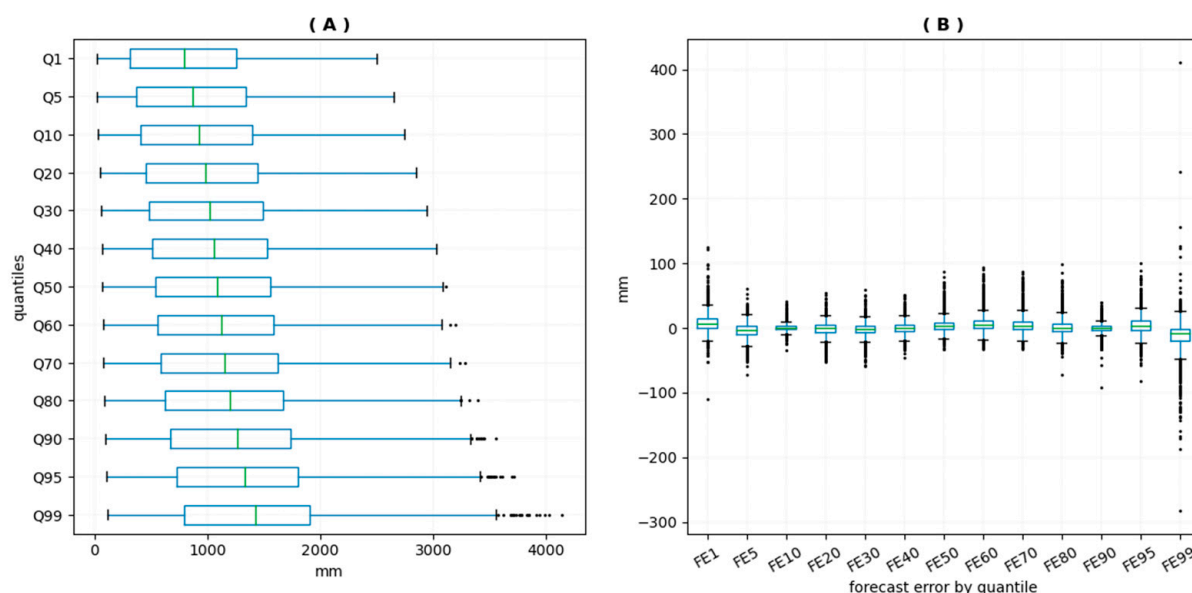 ( A )
Q1
Q5
Q10
Q20
Q30
Q40
Q50
Q60
Q70
Q80
Q90
Q95
Q99
quantiles
0 1000 2000 3000 4000
mm
( B )
400
300
200
100
0
−100
−200
−300
mm
FE1 FE5 FE10 FE20 FE30 FE40 FE50 FE60 FE70 FE80 FE90 FE95 FE99
forecast error by quantile